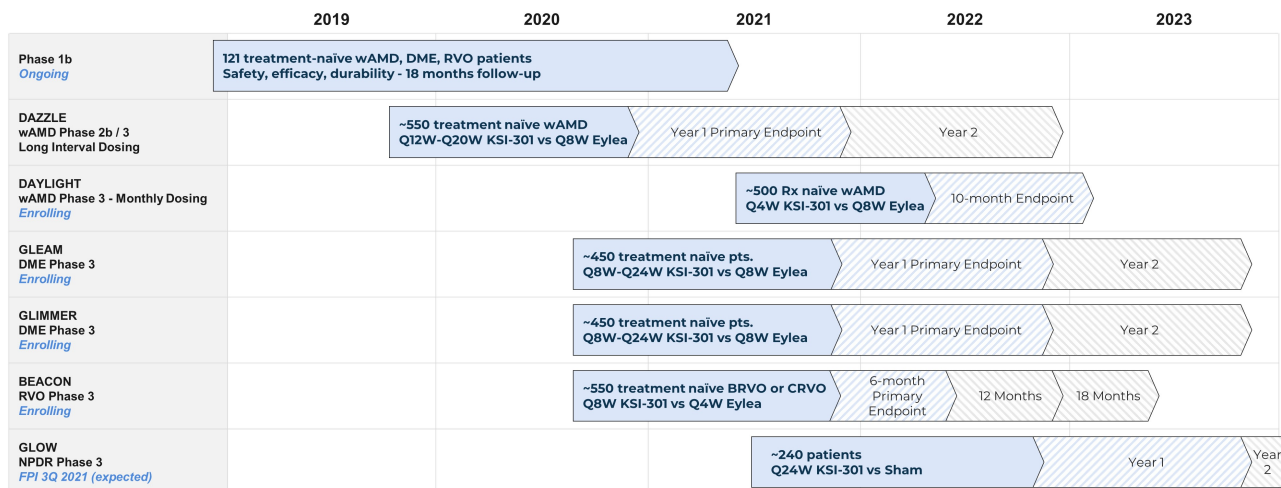 2019 2020 2021 2022 2023
Phase 1b
Ongoing
121 treatment-naïve wAMD, DME, RVO patients
Safety, efficacy, durability - 18 months follow-up
DAZZLE
wAMD Phase 2b / 3
Long Interval Dosing
~550 treatment naïve wAMD
Q12W-Q20W KSI-301 vs Q8W Eylea
Year 1 Primary Endpoint
Year 2
DAYLIGHT
wAMD Phase 3 - Monthly Dosing
Enrolling
~500 Rx naïve wAMD
Q4W KSI-301 vs Q8W Eylea
10-month Endpoint
GLEAM
DME Phase 3
Enrolling
~450 treatment naïve pts.
Q8W-Q24W KSI-301 vs Q8W Eylea
Year 1 Primary Endpoint
Year 2
GLIMMER
DME Phase 3
Enrolling
~450 treatment naïve pts.
Q8W-Q24W KSI-301 vs Q8W Eylea
Year 1 Primary Endpoint
Year 2
BEACON
RVO Phase 3
Enrolling
~550 treatment naïve BRVO or CRVO
Q8W KSI-301 vs Q4W Eylea
6-month
Primary
Endpoint
12 Months
18 Months
GLOW
NPDR Phase 3
FPI 3Q 2021 (expected)
~240 patients
Q24W KSI-301 vs Sham
Year 1
Year
2